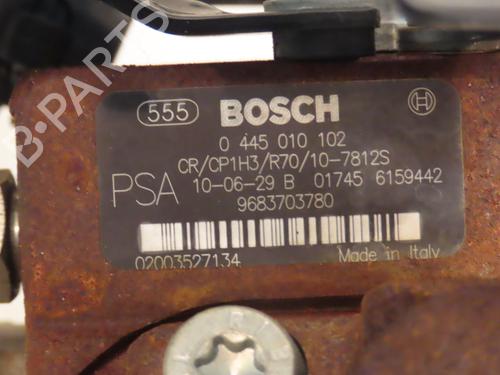 555 BOSCH
0 445 010 102
CR/CP1H3/R70/10-7812S
PSA 10-06-29 B 01745 6159442
9683703780
02003527134 Made in Italy